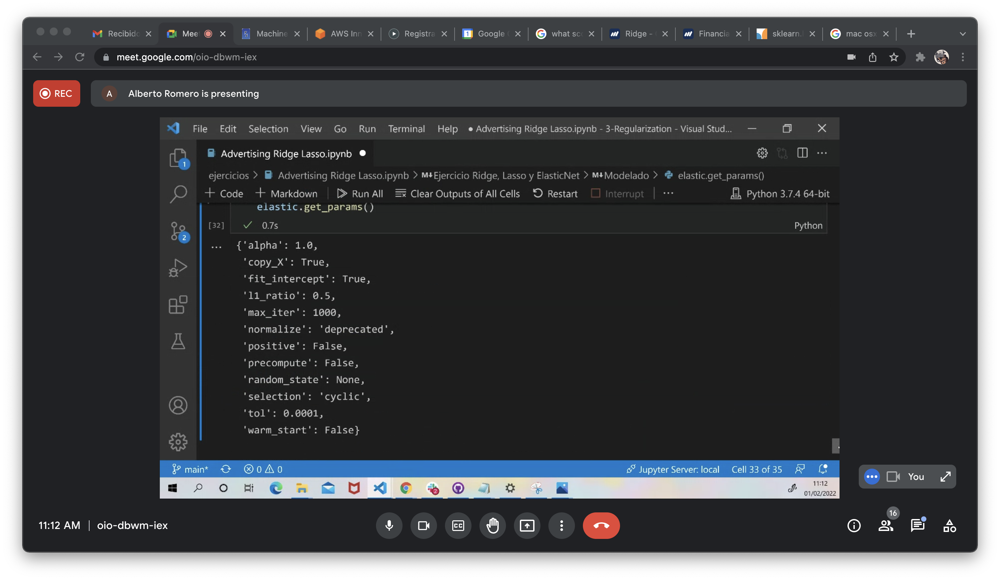 Recibido
Mee
Machine
AWS Inn
Registra
Google
what sco
Ridge -
Financia
sklearn.
mac osx
meet.google.com/oio-dbwm-iex
REC
A
Alberto Romero is presenting
File Edit Selection View Go Run Terminal Help ● Advertising Ridge Lasso.ipynb - 3-Regularization - Visual Stud...
Advertising Ridge Lasso.ipynb
1
ejercicios > Advertising Ridge Lasso.ipynb > M↓Ejercicio Ridge, Lasso y ElasticNet > M↓Modelado > elastic.get_params()
+ Code + Markdown Run All Clear Outputs of All Cells Restart Interrupt ... Python 3.7.4 64-bit
elastic.get_params()
[32] ✓ 0.7s Python
2
... {'alpha': 1.0,
'copy_X': True,
'fit_intercept': True,
'l1_ratio': 0.5,
'max_iter': 1000,
'normalize': 'deprecated',
'positive': False,
'precompute': False,
'random_state': None,
'selection': 'cyclic',
'tol': 0.0001,
'warm_start': False}
main* 0 0 Jupyter Server: local Cell 33 of 35
You
2
11:12
01/02/2022
11:12 AM | oio-dbwm-iex
CC
16